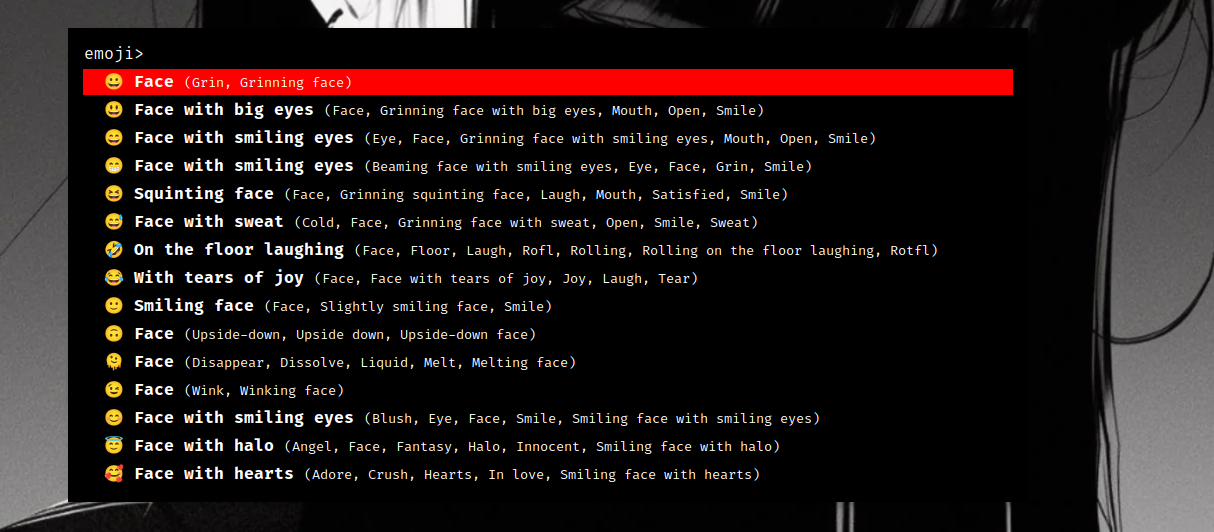 emoji>
😀 Face (Grin, Grinning face)
😃 Face with big eyes (Face, Grinning face with big eyes, Mouth, Open, Smile)
😄 Face with smiling eyes (Eye, Face, Grinning face with smiling eyes, Mouth, Open, Smile)
😁 Face with smiling eyes (Beaming face with smiling eyes, Eye, Face, Grin, Smile)
😆 Squinting face (Face, Grinning squinting face, Laugh, Mouth, Satisfied, Smile)
😅 Face with sweat (Cold, Face, Grinning face with sweat, Open, Smile, Sweat)
🤣 On the floor laughing (Face, Floor, Laugh, Rofl, Rolling, Rolling on the floor laughing, Rotfl)
😂 With tears of joy (Face, Face with tears of joy, Joy, Laugh, Tear)
🙂 Smiling face (Face, Slightly smiling face, Smile)
🙃 Face (Upside-down, Upside down, Upside-down face)
🫠 Face (Disappear, Dissolve, Liquid, Melt, Melting face)
😉 Face (Wink, Winking face)
😊 Face with smiling eyes (Blush, Eye, Face, Smile, Smiling face with smiling eyes)
😇 Face with halo (Angel, Face, Fantasy, Halo, Innocent, Smiling face with halo)
🥰 Face with hearts (Adore, Crush, Hearts, In love, Smiling face with hearts)